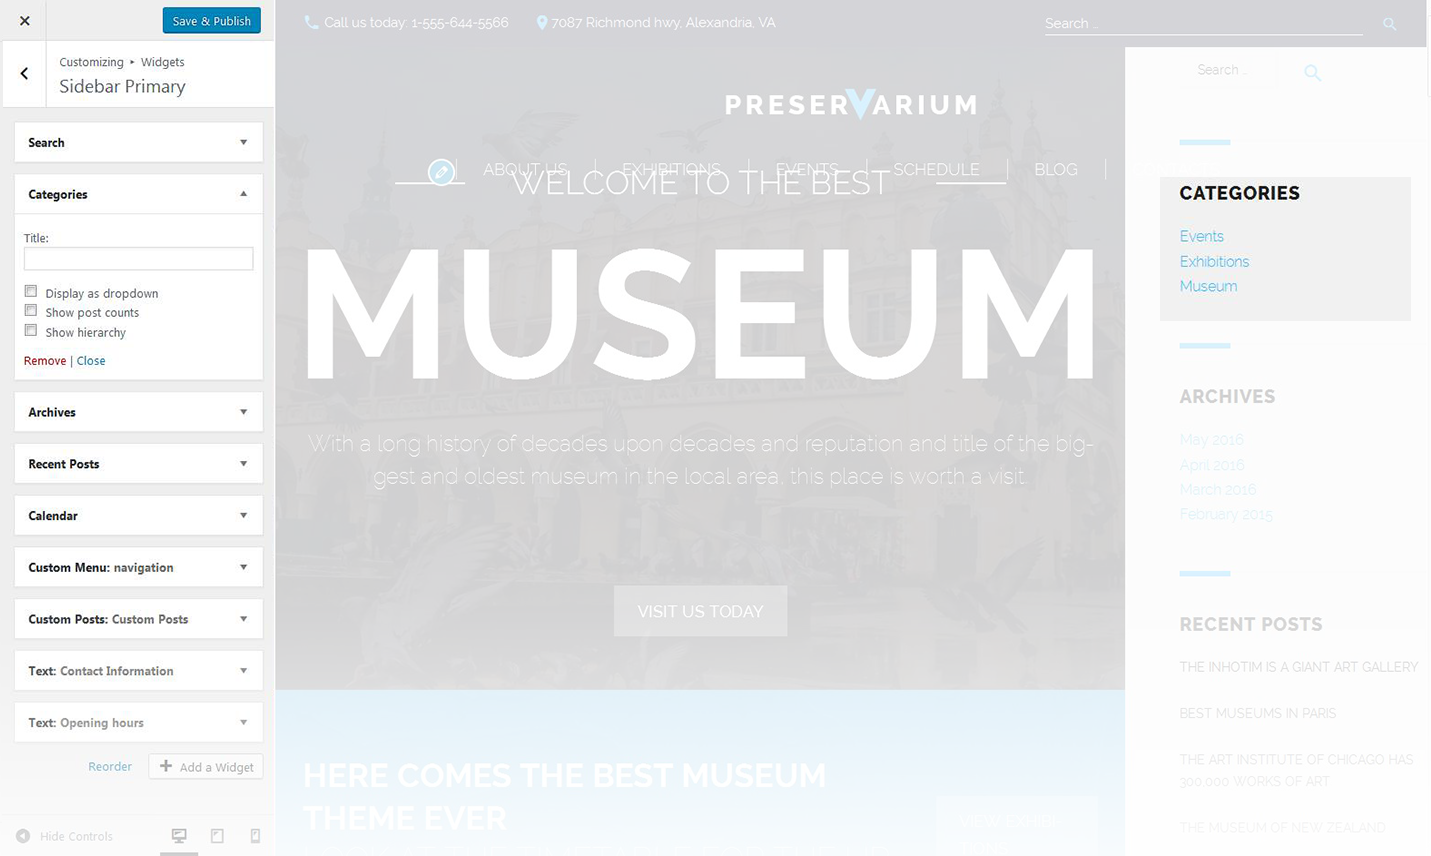 Save & Publish
Customizing ▸ Widgets
Sidebar Primary
Search
Categories
Title:
Display as dropdown
Show post counts
Show hierarchy
Remove | Close
Archives
Recent Posts
Calendar
Custom Menu: navigation
Custom Posts: Custom Posts
Text: Contact Information
Text: Opening hours
Reorder
Add a Widget
Hide Controls
Call us today: 1-555-644-5566
7087 Richmond hwy, Alexandria, VA
Search …
PRESERVARIUM
ABOUT US
EXHIBITIONS
EVENTS
SCHEDULE
BLOG
WELCOME TO THE BEST
MUSEUM
With a long history of decades upon decades and reputation and title of the big-
gest and oldest museum in the local area, this place is worth a visit.
VISIT US TODAY
HERE COMES THE BEST MUSEUM
THEME EVER
Search …
CATEGORIES
Events
Exhibitions
Museum
ARCHIVES
May 2016
April 2016
March 2016
February 2015
RECENT POSTS
THE INHOTIM IS A GIANT ART GALLERY
BEST MUSEUMS IN PARIS
THE ART INSTITUTE OF CHICAGO HAS
300,000 WORKS OF ART
THE MUSEUM OF NEW ZEALAND